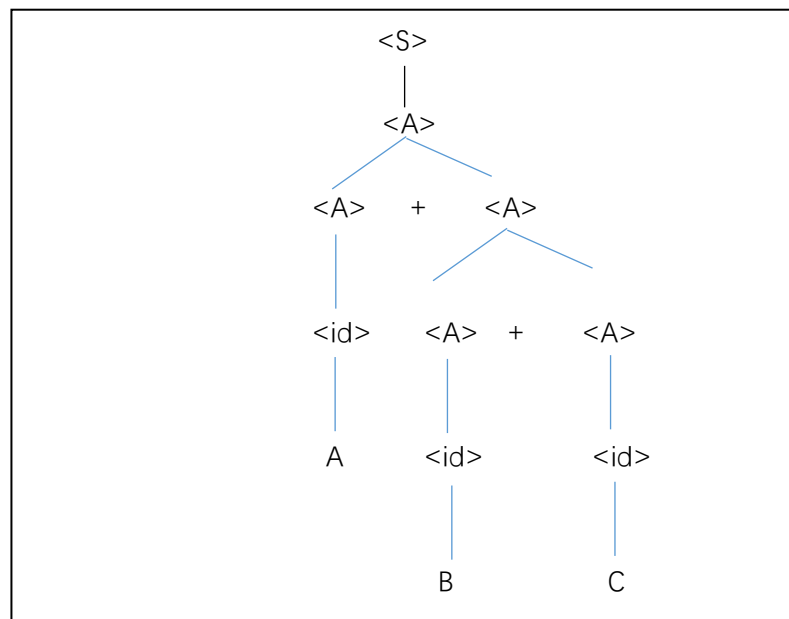 <S>
<A>
<A> + <A>
<id> <A> + <A>
A <id> <id>
B C